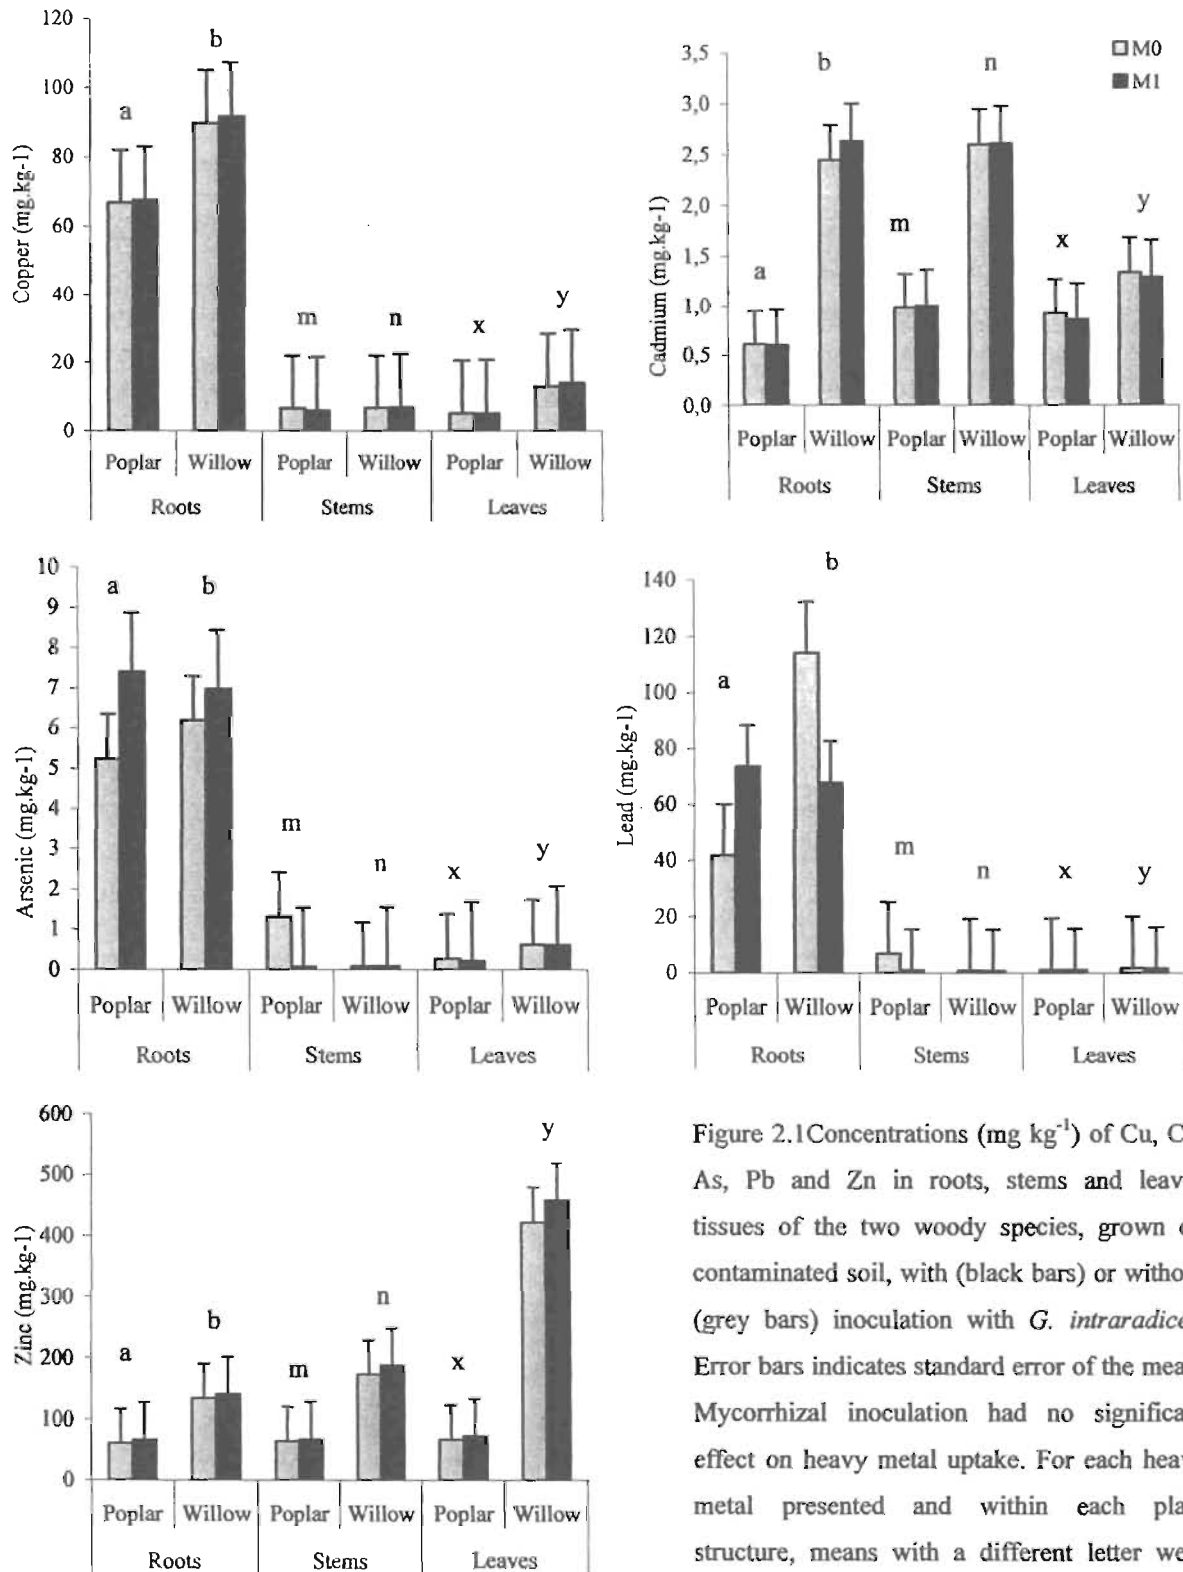 120
100
80
60
40
20
0
Copper (mg.kg-1)
a
b
m
n
x
y
Poplar Willow Poplar Willow Poplar Willow
Roots Stems Leaves
3,5
3,0
2,5
2,0
1,5
1,0
0,5
0,0
Cadmium (mg.kg-1)
M0
M1
a
b
m
n
x
y
Poplar Willow Poplar Willow Poplar Willow
Roots Stems Leaves
10
9
8
7
6
5
4
3
2
1
0
Arsenic (mg.kg-1)
a
b
m
n
x
y
Poplar Willow Poplar Willow Poplar Willow
Roots Stems Leaves
140
120
100
80
60
40
20
0
Lead (mg.kg-1)
a
b
m
n
x
y
Poplar Willow Poplar Willow Poplar Willow
Roots Stems Leaves
600
500
400
300
200
100
0
Zinc (mg.kg-1)
a
b
m
n
x
y
Poplar Willow Poplar Willow Poplar Willow
Roots Stems Leaves
Figure 2.1Concentrations (mg kg⁻¹) of Cu, C
As, Pb and Zn in roots, stems and leav
tissues of the two woody species, grown
contaminated soil, with (black bars) or witho
(grey bars) inoculation with G. intraradice
Error bars indicates standard error of the mea
Mycorrhizal inoculation had no significa
effect on heavy metal uptake. For each heav
metal presented and within each pla
structure, means with a different letter we